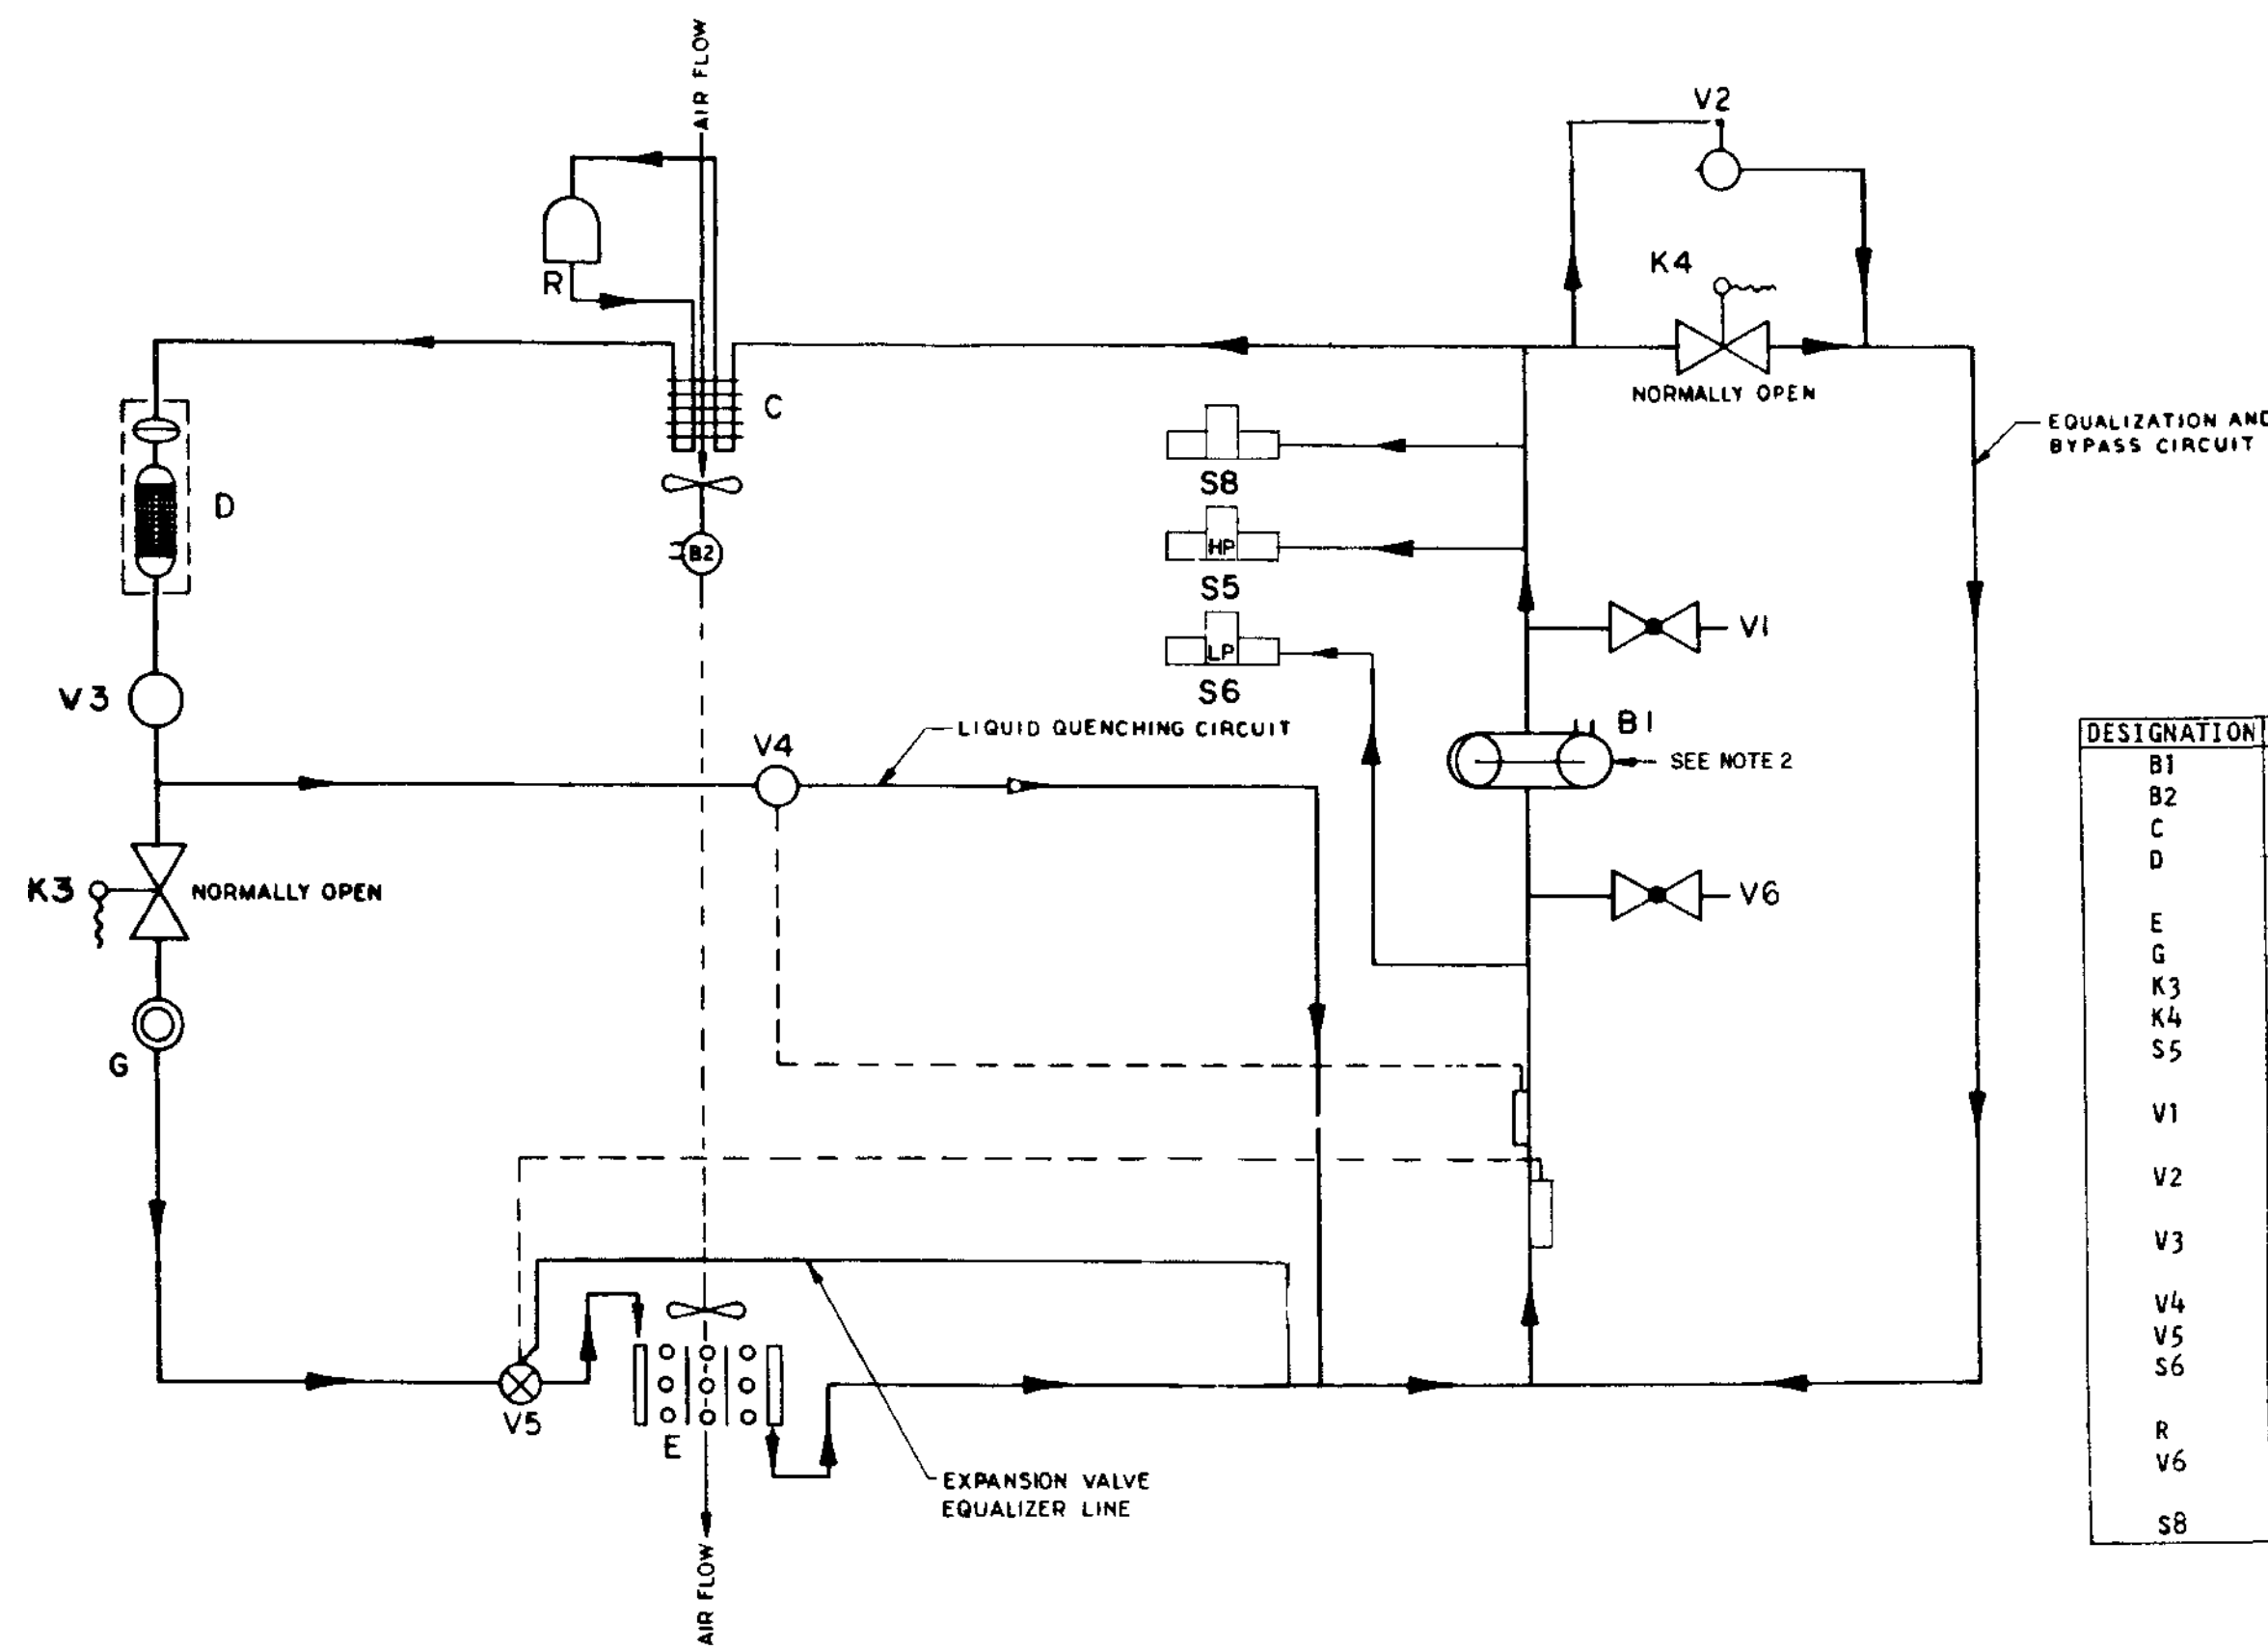 AIR FLOW
V2
R
K4
NORMALLY OPEN
C
EQUALIZATION AND
BYPASS CIRCUIT
S8
D
HP
S5
B2
V1
LP
S6
V3
LIQUID QUENCHING CIRCUIT
V4
B1
SEE NOTE 2
K3
NORMALLY OPEN
V6
G
V5
E
EXPANSION VALVE
EQUALIZER LINE
AIR FLOW
DESIGNATION
B1
B2
C
D
E
G
K3
K4
S5
V1
V2
V3
V4
V5
S6
R
V6
S8